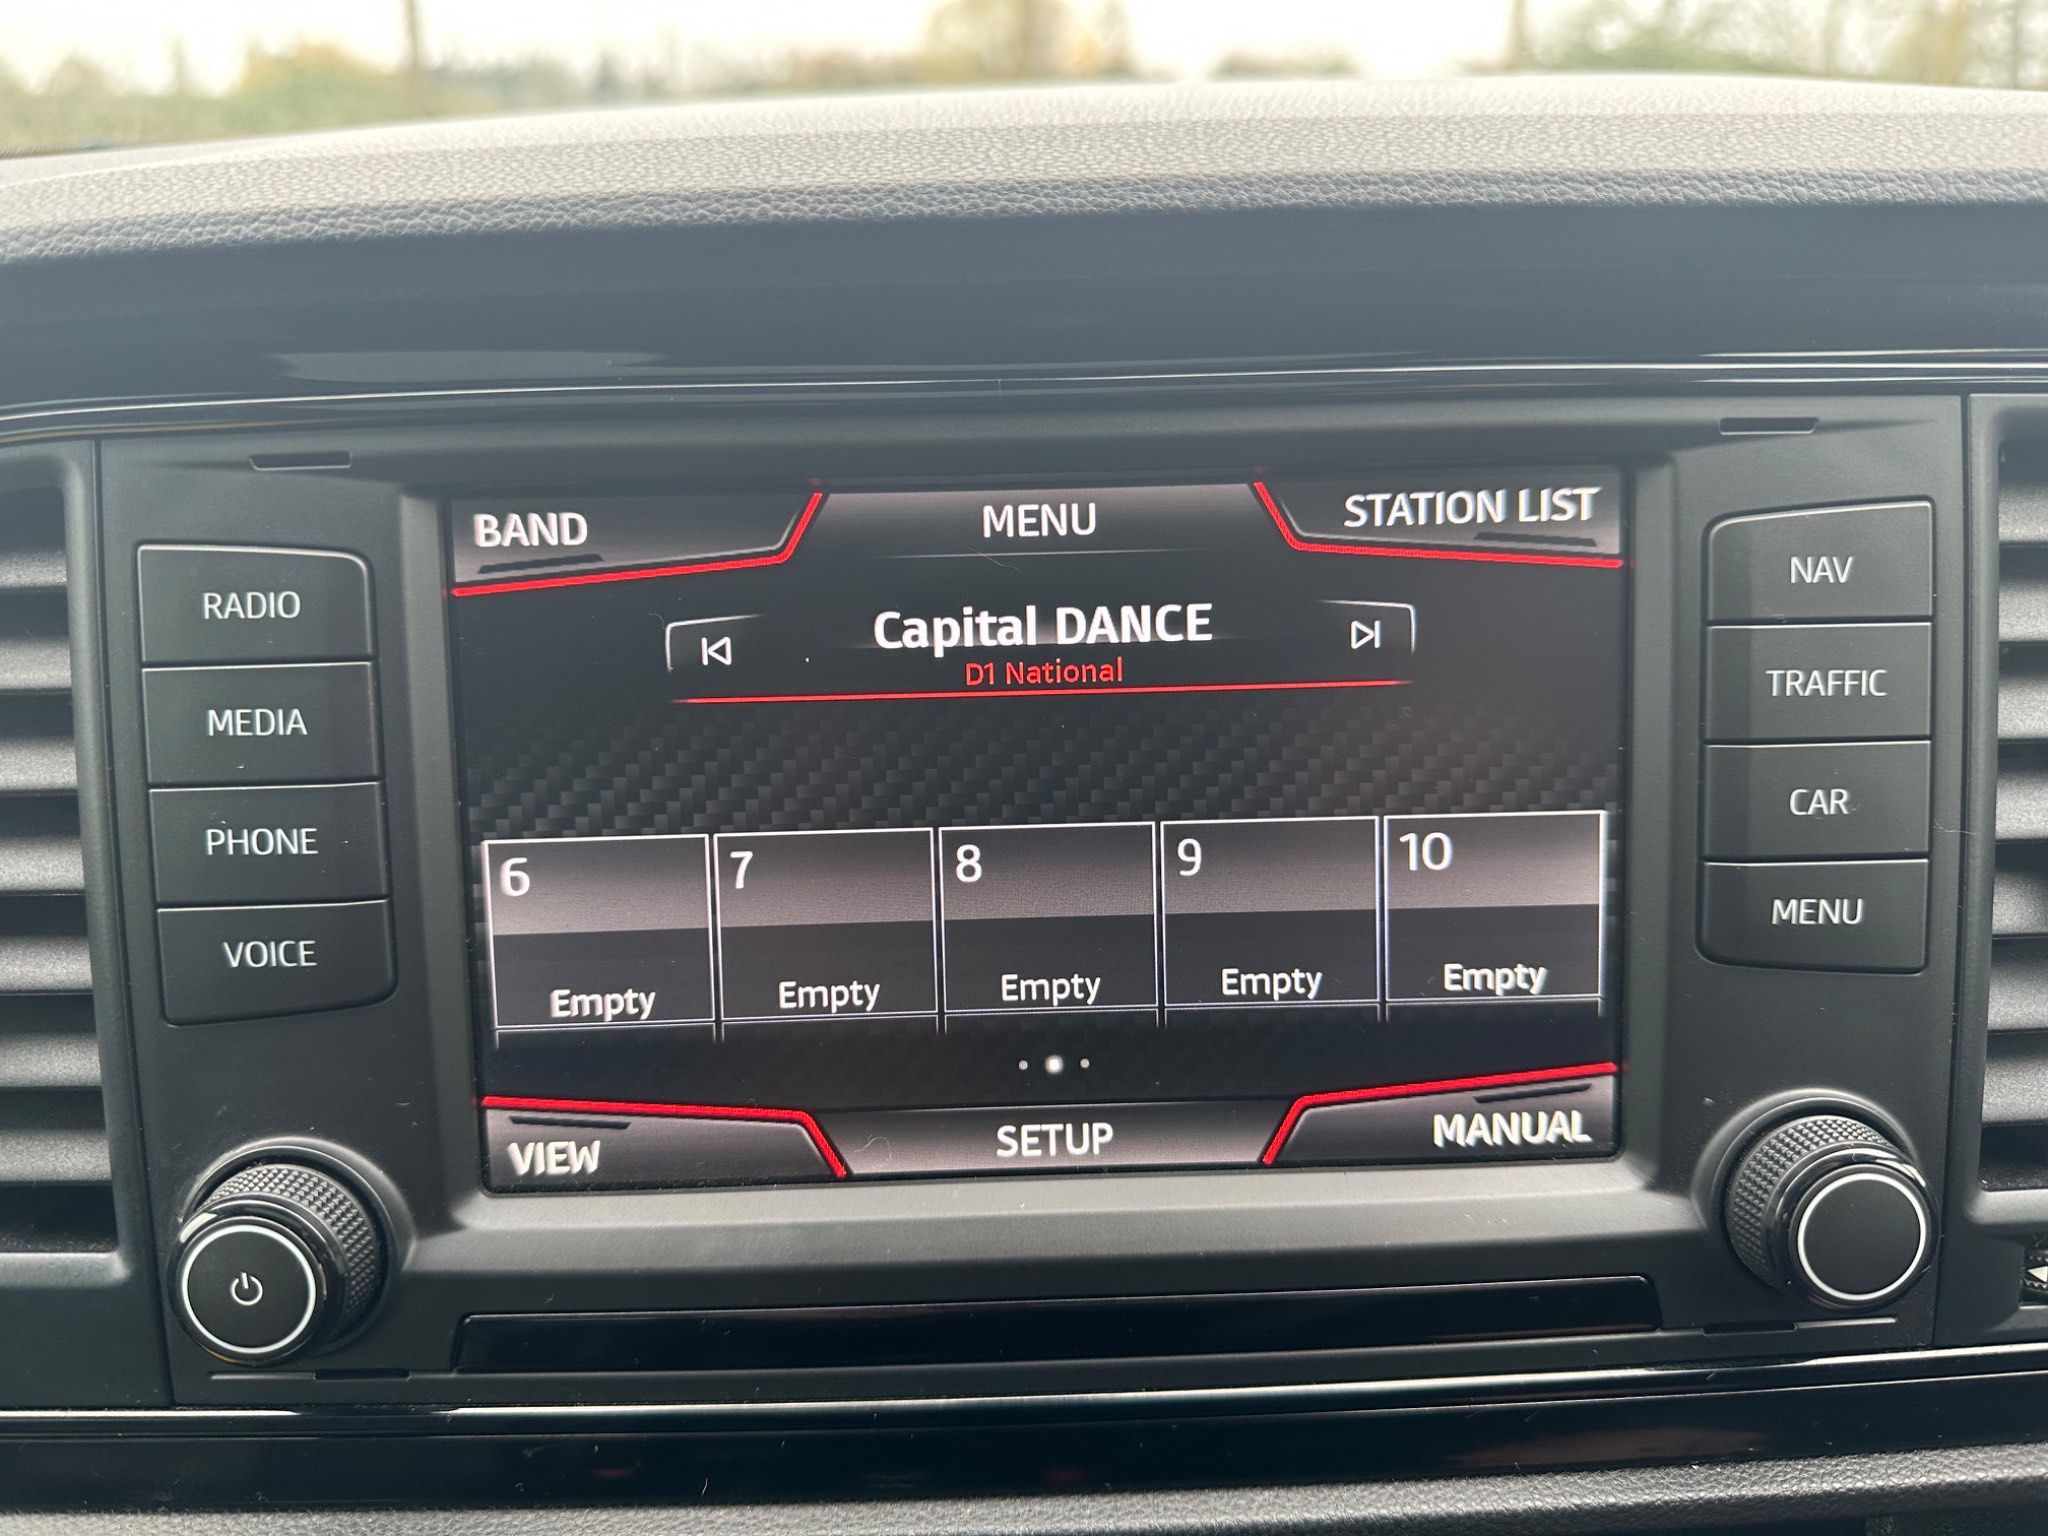 BAND
MENU
STATION LIST
RADIO
MEDIA
PHONE
VOICE
Capital DANCE
D1 National
6
Empty
7
Empty
8
Empty
9
Empty
10
Empty
VIEW
SETUP
MANUAL
NAV
TRAFFIC
CAR
MENU